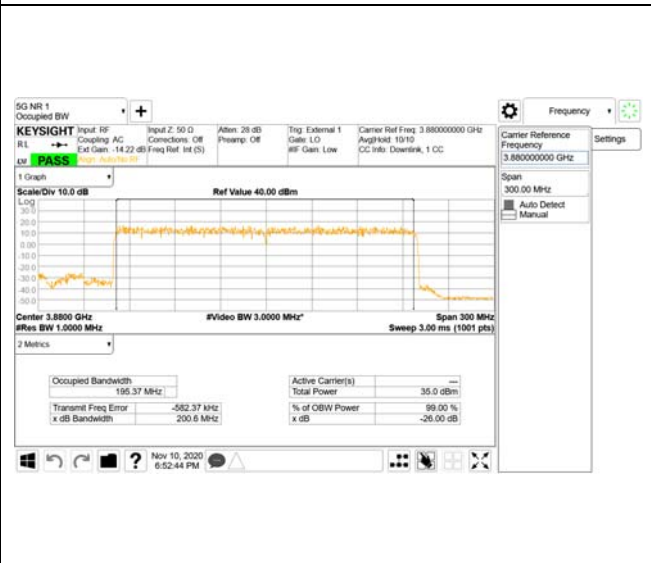 5G NR 1
Occupied BW
Frequency
KEYSIGHT
Input: RF
Coupling: AC
Ext Gain: -14.22 dB
Align: Auto/No RF
Input Z: 50 Ω
Corrections: Off
Freq Ref: Int (S)
Atten: 28 dB
Preamp: Off
Trig: External 1
Gate: LO
#IF Gain: Low
Carrier Ref Freq: 3.880000000 GHz
Avg|Hold: 10/10
CC Info: Downlink, 1 CC
RL
PASS
Carrier Reference
Frequency
3.880000000 GHz
Settings
Span
300.00 MHz
Auto Detect
Manual
1 Graph
Scale/Div 10.0 dB
Ref Value 40.00 dBm
Log
30.0
20.0
10.0
0.00
-10.0
-20.0
-30.0
-40.0
-50.0
Center 3.8800 GHz
#Video BW 3.0000 MHz*
Span 300 MHz
#Res BW 1.0000 MHz
Sweep 3.00 ms (1001 pts)
2 Metrics
Occupied Bandwidth
195.37 MHz
Active Carrier(s) —
Total Power 35.0 dBm
Transmit Freq Error -582.37 kHz
x dB Bandwidth 200.6 MHz
% of OBW Power 99.00 %
x dB -26.00 dB
?
Nov 10, 2020
6:52:44 PM